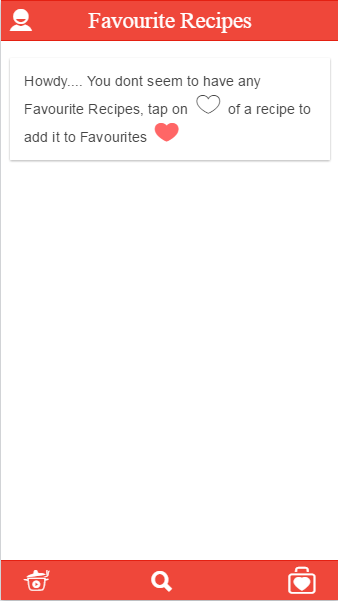 Favourite Recipes
Howdy.... You dont seem to have any
Favourite Recipes, tap on of a recipe to
add it to Favourites